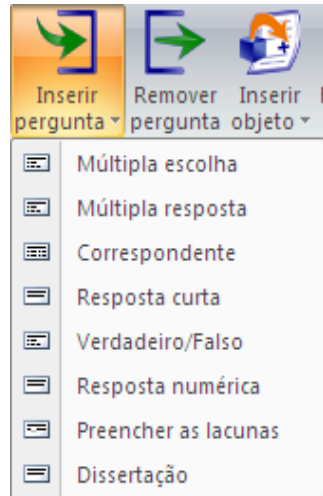 Inserir Remover Inserir
pergunta pergunta objeto
Múltipla escolha
Múltipla resposta
Correspondente
Resposta curta
Verdadeiro/Falso
Resposta numérica
Preencher as lacunas
Dissertação